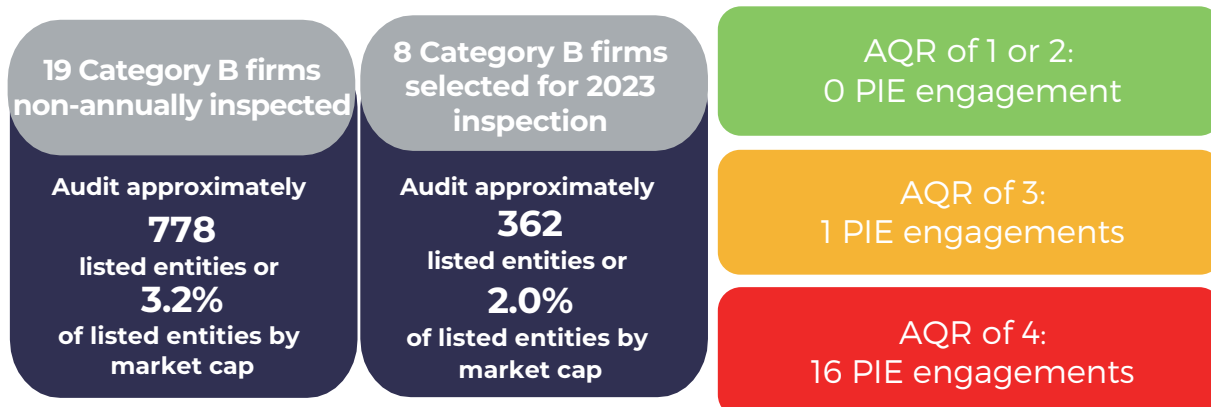 19 Category B firms
non-annually inspected
Audit approximately
778
listed entities or
3.2%
of listed entities by
market cap
8 Category B firms
selected for 2023
inspection
Audit approximately
362
listed entities or
2.0%
of listed entities by
market cap
AQR of 1 or 2:
0 PIE engagement
AQR of 3:
1 PIE engagements
AQR of 4:
16 PIE engagements